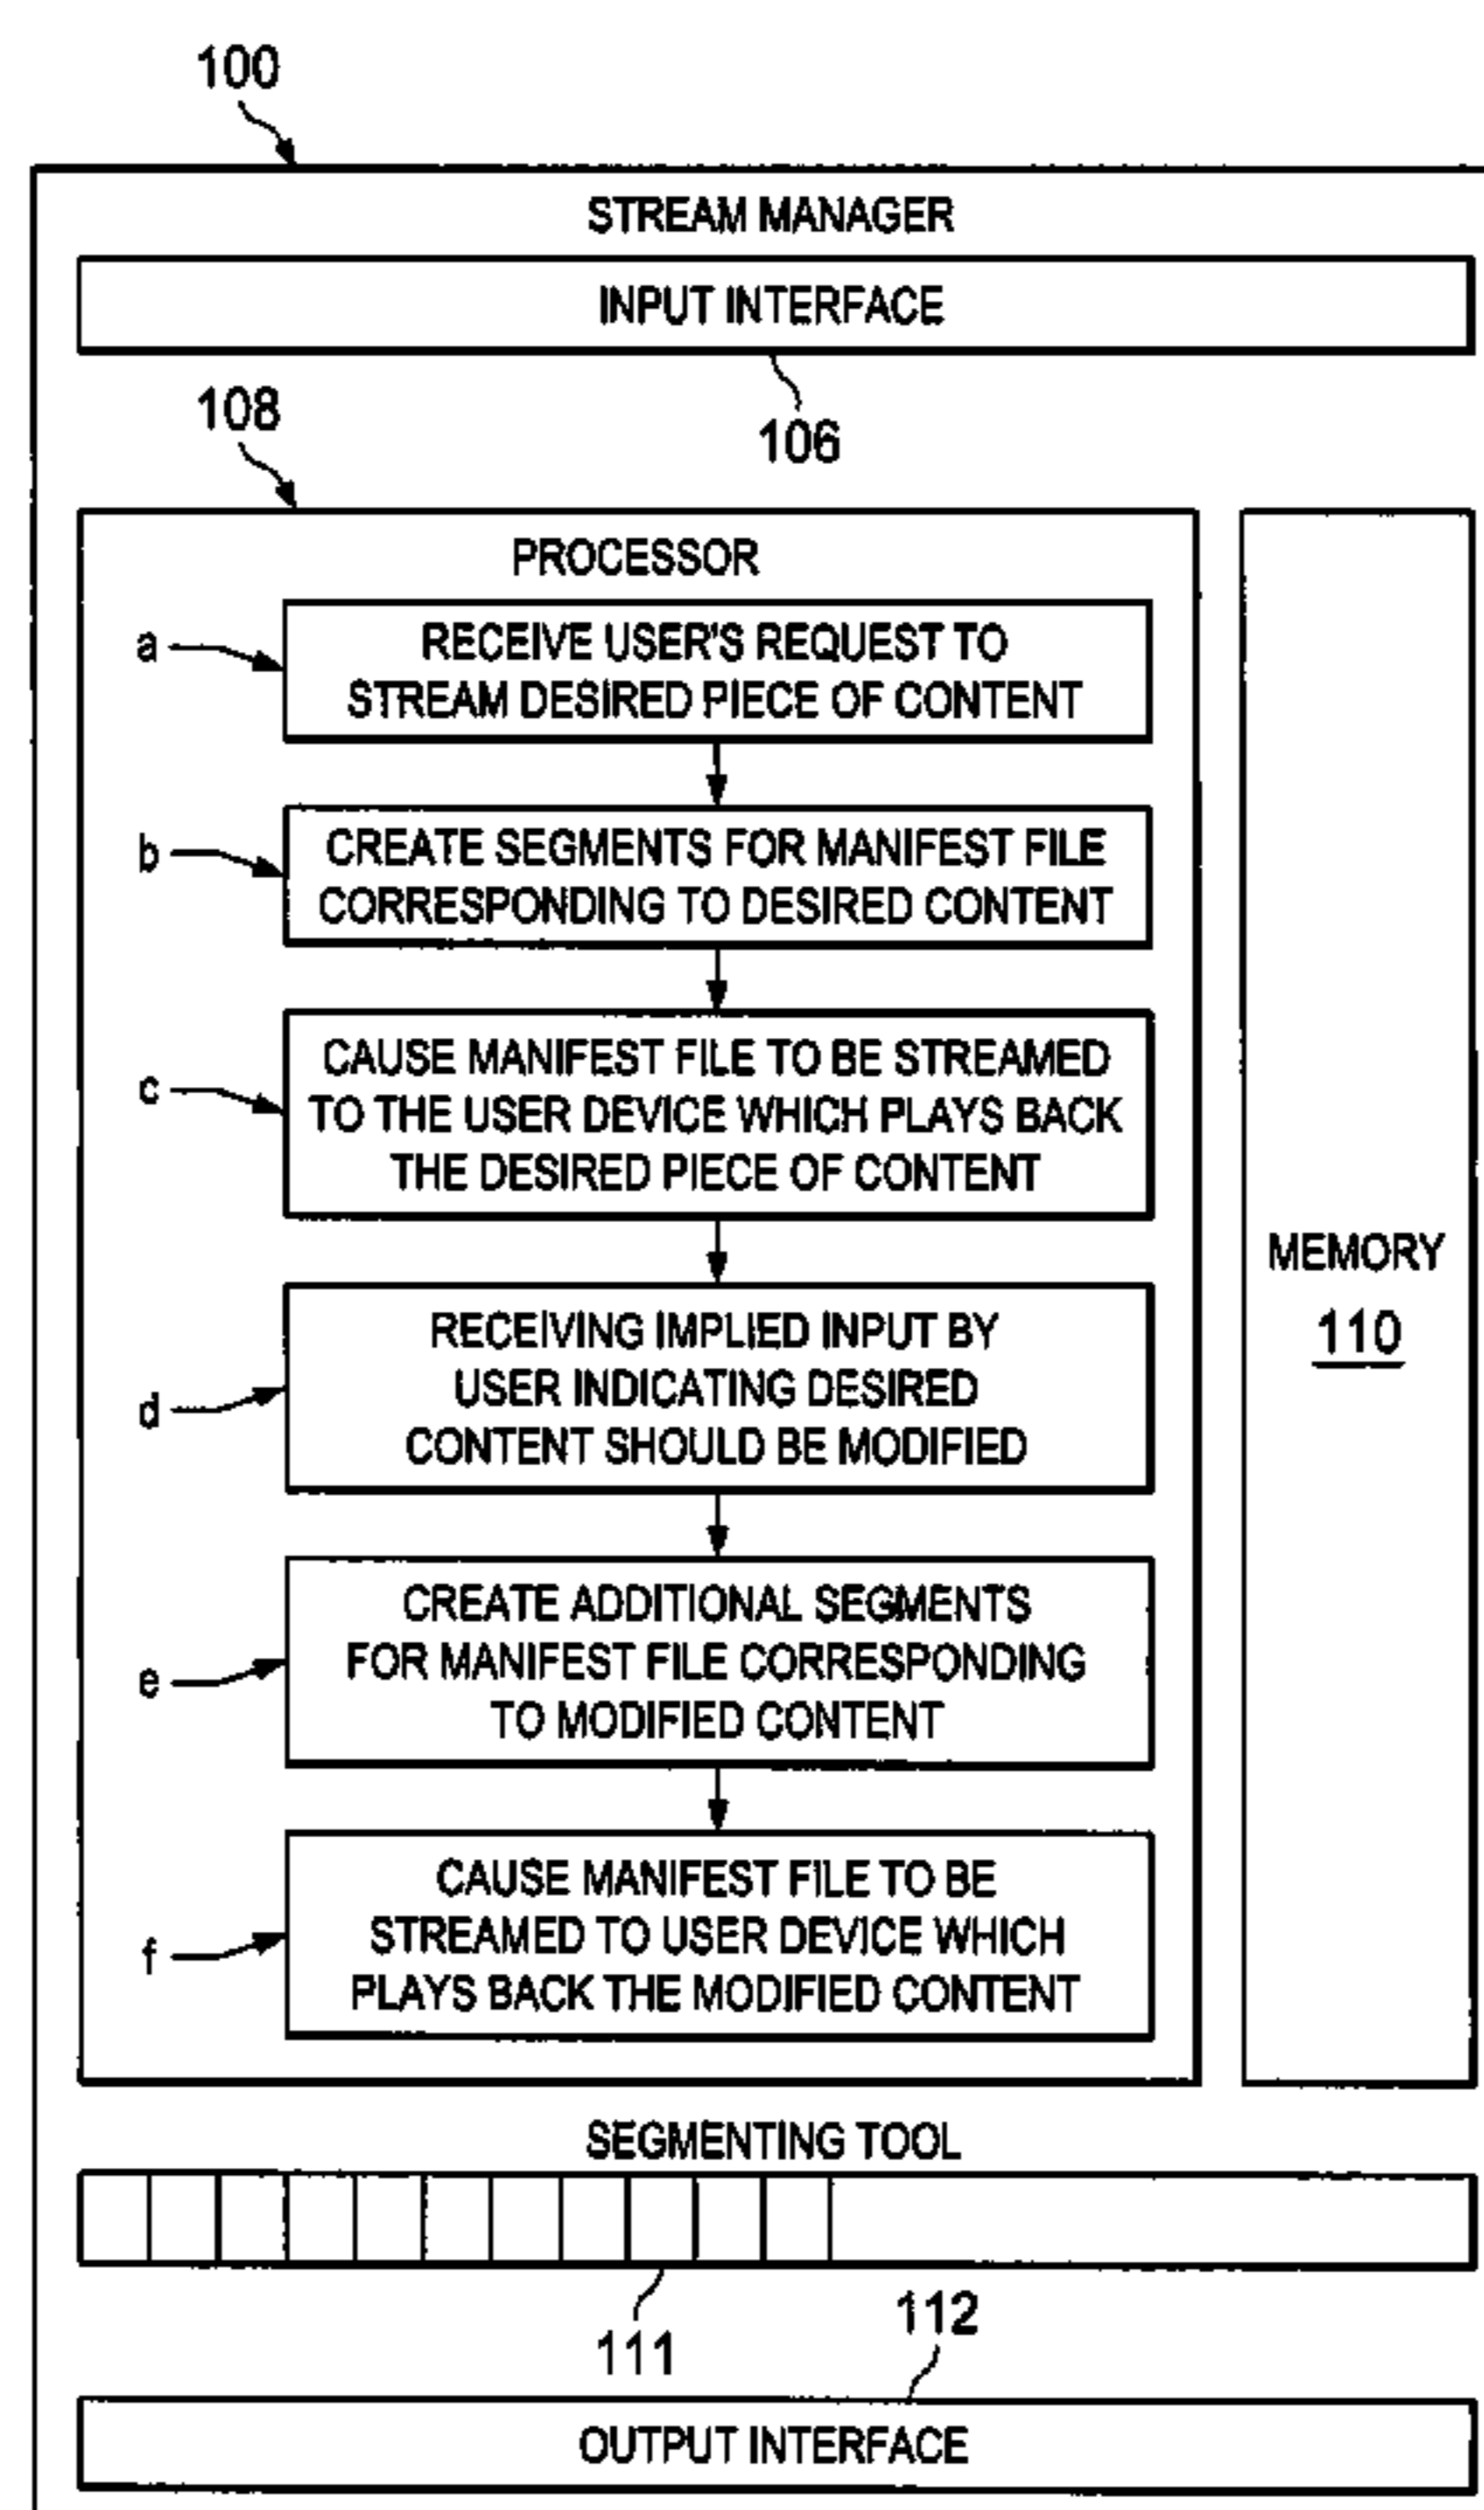 100
STREAM MANAGER
INPUT INTERFACE
106
108
PROCESSOR
a
RECEIVE USER'S REQUEST TO
STREAM DESIRED PIECE OF CONTENT
b
CREATE SEGMENTS FOR MANIFEST FILE
CORRESPONDING TO DESIRED CONTENT
c
CAUSE MANIFEST FILE TO BE STREAMED
TO THE USER DEVICE WHICH PLAYS BACK
THE DESIRED PIECE OF CONTENT
d
RECEIVING IMPLIED INPUT BY
USER INDICATING DESIRED
CONTENT SHOULD BE MODIFIED
e
CREATE ADDITIONAL SEGMENTS
FOR MANIFEST FILE CORRESPONDING
TO MODIFIED CONTENT
f
CAUSE MANIFEST FILE TO BE
STREAMED TO USER DEVICE WHICH
PLAYS BACK THE MODIFIED CONTENT
MEMORY
110
SEGMENTING TOOL
111
112
OUTPUT INTERFACE